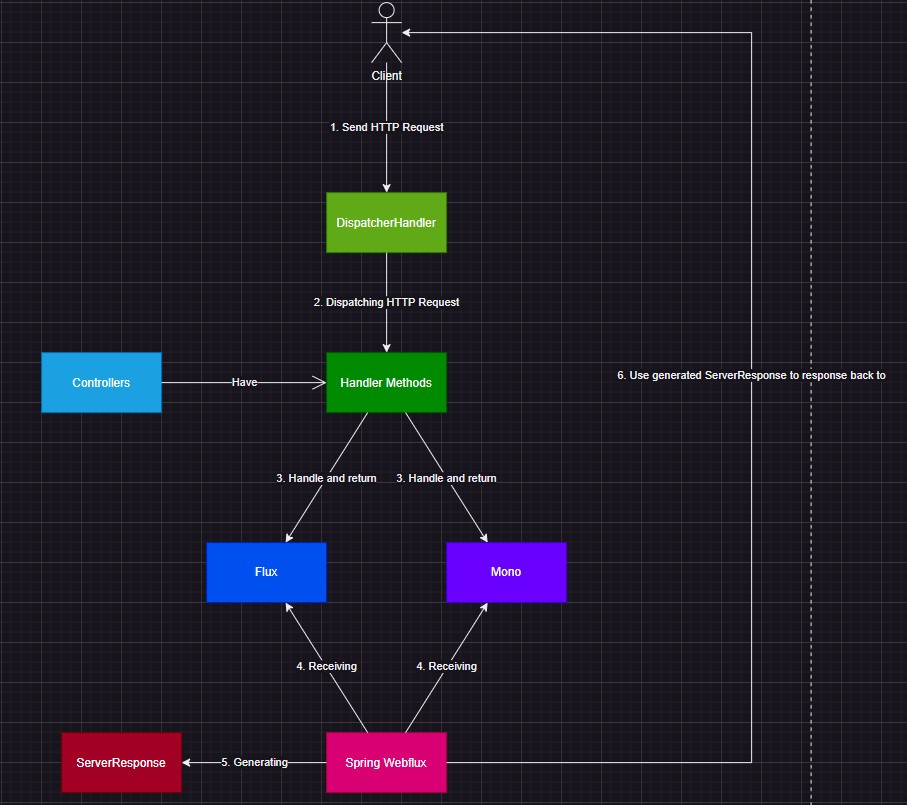 Client
1. Send HTTP Request
DispatcherHandler
2. Dispatching HTTP Request
Controllers
Have
Handler Methods
6. Use generated ServerResponse to response back to
3. Handle and return
3. Handle and return
Flux
Mono
4. Receiving
4. Receiving
ServerResponse
5. Generating
Spring Webflux